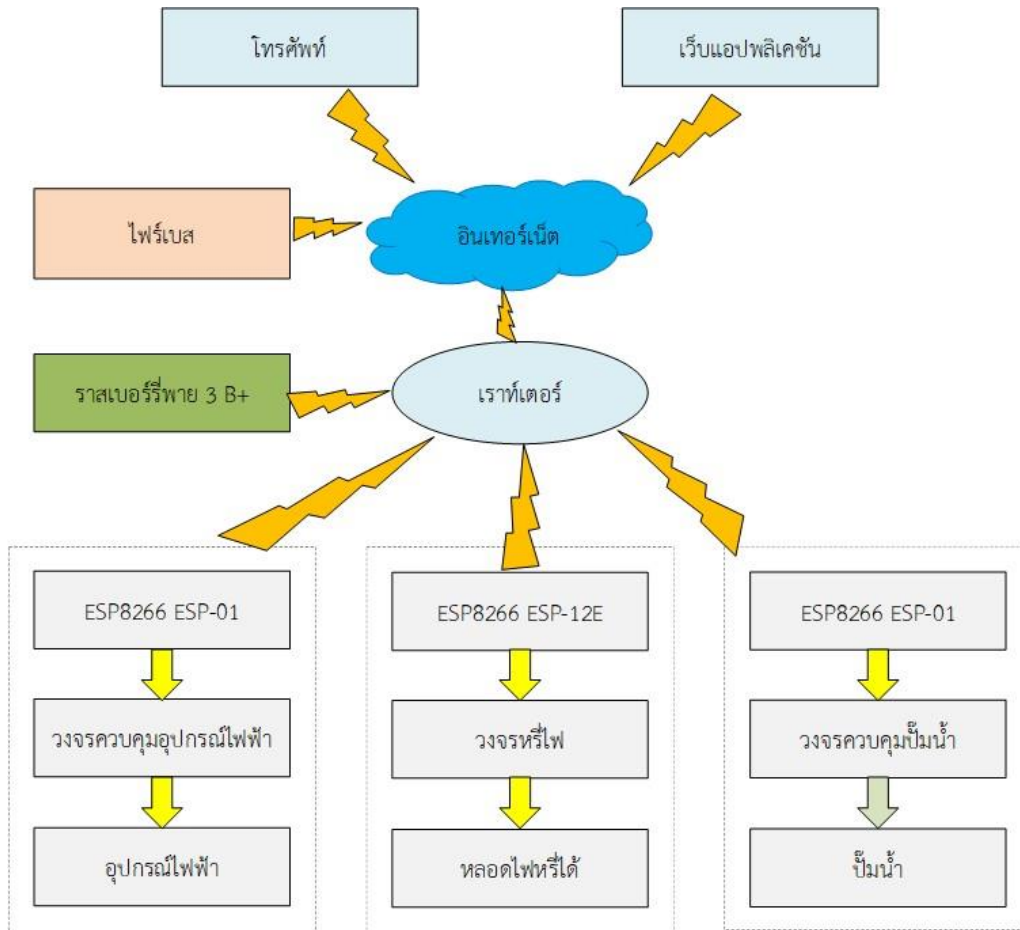 โทรศัพท์
เว็บแอปพลิเคชัน
ไฟร์เบส
อินเทอร์เน็ต
ราสเบอร์รี่พาย 3 B+
เราท์เตอร์
ESP8266 ESP-01
ESP8266 ESP-12E
ESP8266 ESP-01
วงจรควบคุมอุปกรณ์ไฟฟ้า
วงจรหรี่ไฟ
วงจรควบคุมปั๊มน้ำ
อุปกรณ์ไฟฟ้า
หลอดไฟหรี่ได้
ปั๊มน้ำ